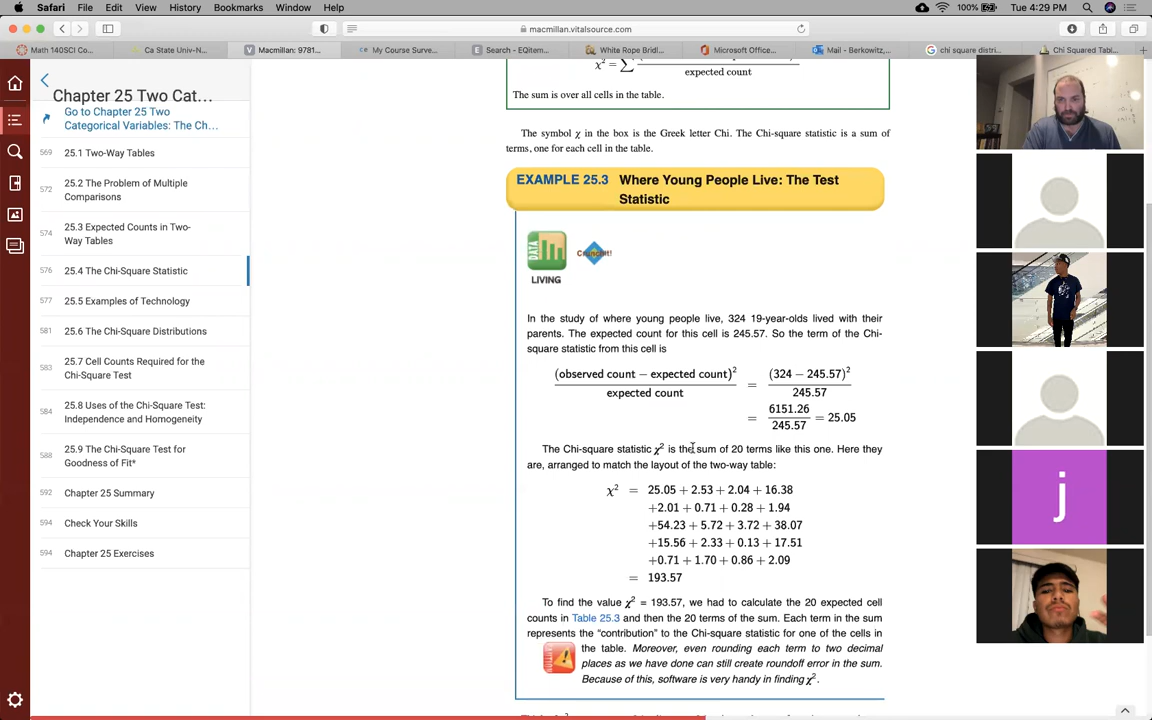 Safari File Edit View History Bookmarks Window Help
100% Tue 4:29 PM
macmillan.vitalsource.com
Math 140SCI Co...
Ca State Univ-N...
Macmillan: 9781...
My Course Surve...
Search - EQitem...
White Rope Bridl...
Microsoft Office...
Mail - Berkowitz,...
chi square distri...
Chi Squared Tabl...
Chapter 25 Two Cat...
Go to Chapter 25 Two
Categorical Variables: The Ch...
569 25.1 Two-Way Tables
572 25.2 The Problem of Multiple
Comparisons
574 25.3 Expected Counts in Two-
Way Tables
576 25.4 The Chi-Square Statistic
577 25.5 Examples of Technology
581 25.6 The Chi-Square Distributions
583 25.7 Cell Counts Required for the
Chi-Square Test
584 25.8 Uses of the Chi-Square Test:
Independence and Homogeneity
588 25.9 The Chi-Square Test for
Goodness of Fit*
592 Chapter 25 Summary
594 Check Your Skills
594 Chapter 25 Exercises
χ² = ∑ expected count
The sum is over all cells in the table.
The symbol χ in the box is the Greek letter Chi. The Chi-square statistic is a sum of
terms, one for each cell in the table.
EXAMPLE 25.3 Where Young People Live: The Test
Statistic
DATA
CrunchIt!
LIVING
In the study of where young people live, 324 19-year-olds lived with their
parents. The expected count for this cell is 245.57. So the term of the Chi-
square statistic from this cell is
(observed count − expected count)² / expected count = (324 − 245.57)² / 245.57
= 6151.26 / 245.57 = 25.05
The Chi-square statistic χ² is the sum of 20 terms like this one. Here they
are, arranged to match the layout of the two-way table:
χ² = 25.05 + 2.53 + 2.04 + 16.38
+2.01 + 0.71 + 0.28 + 1.94
+54.23 + 5.72 + 3.72 + 38.07
+15.56 + 2.33 + 0.13 + 17.51
+0.71 + 1.70 + 0.86 + 2.09
= 193.57
To find the value χ² = 193.57, we had to calculate the 20 expected cell
counts in Table 25.3 and then the 20 terms of the sum. Each term in the sum
represents the “contribution” to the Chi-square statistic for one of the cells in
the table. Moreover, even rounding each term to two decimal
places as we have done can still create roundoff error in the sum.
Because of this, software is very handy in finding χ².
CAUTION
j